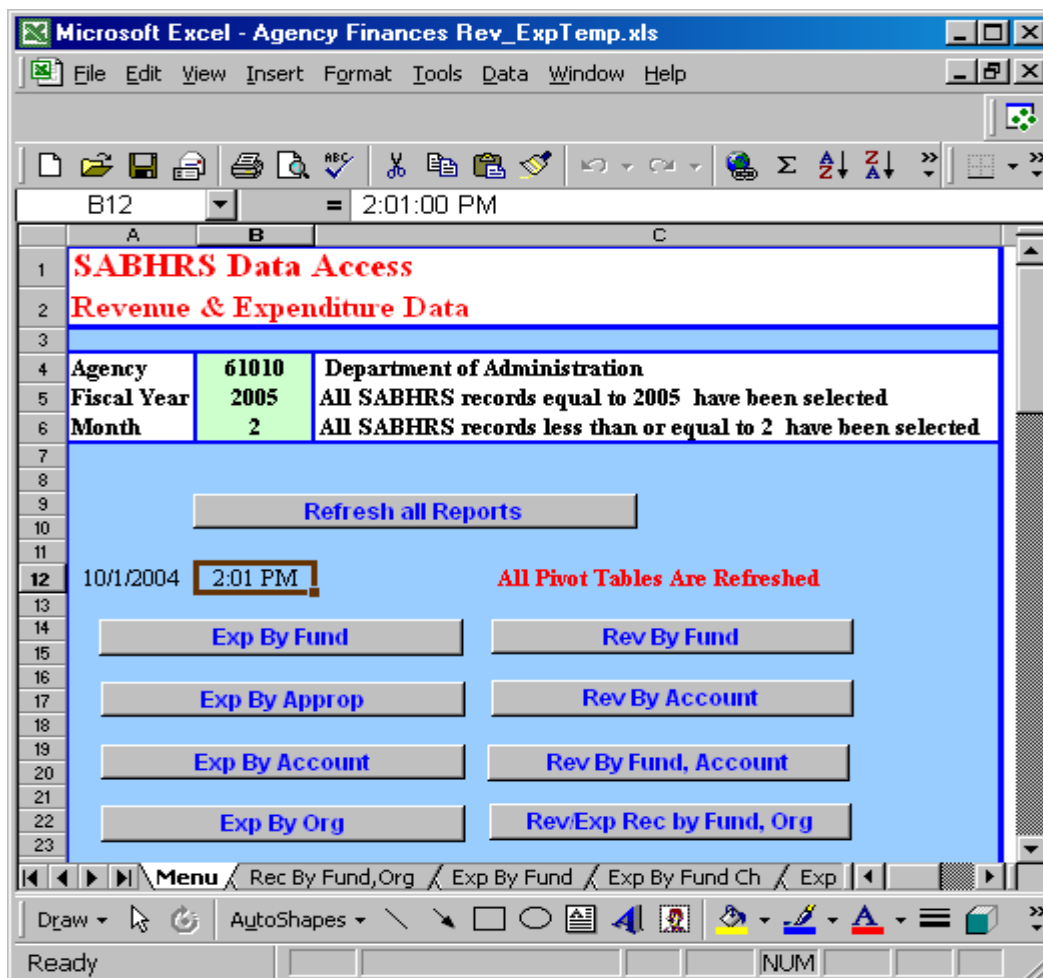 Microsoft Excel - Agency Finances Rev_ExpTemp.xls
File Edit View Insert Format Tools Data Window Help
ABC Σ A Z Z A »
B12 = 2:01:00 PM
A B C
1 SABHRS Data Access
2 Revenue & Expenditure Data
3
4 Agency 61010 Department of Administration
5 Fiscal Year 2005 All SABHRS records equal to 2005 have been selected
6 Month 2 All SABHRS records less than or equal to 2 have been selected
7
8
9 Refresh all Reports
10
11
12 10/1/2004 2:01 PM All Pivot Tables Are Refreshed
13
14 Exp By Fund Rev By Fund
15
16
17 Exp By Approp Rev By Account
18
19
20 Exp By Account Rev By Fund, Account
21
22 Exp By Org Rev/Exp Rec by Fund, Org
23
Menu Rec By Fund,Org Exp By Fund Exp By Fund Ch Exp
Draw AutoShapes A A »
Ready NUM